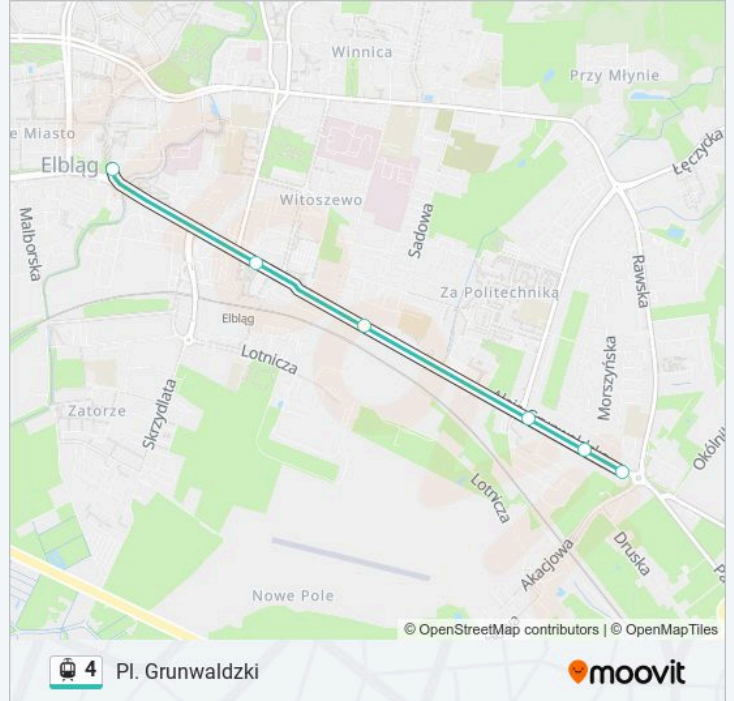 Winnica
Przy Młynie
e Miasto
Łęczycka
Elbląg
Witoszewo
Sadowa
Malborska
Rawska
Za Politechniką
Elbląg
Lotnicza
Morszyńska
Skrzydlata
Zatorze
Okóln
Lotnicza
Druska
Akacjowa
Nowe Pole
© OpenStreetMap contributors | © OpenMapTiles
4 Pl. Grunwaldzki
moovit